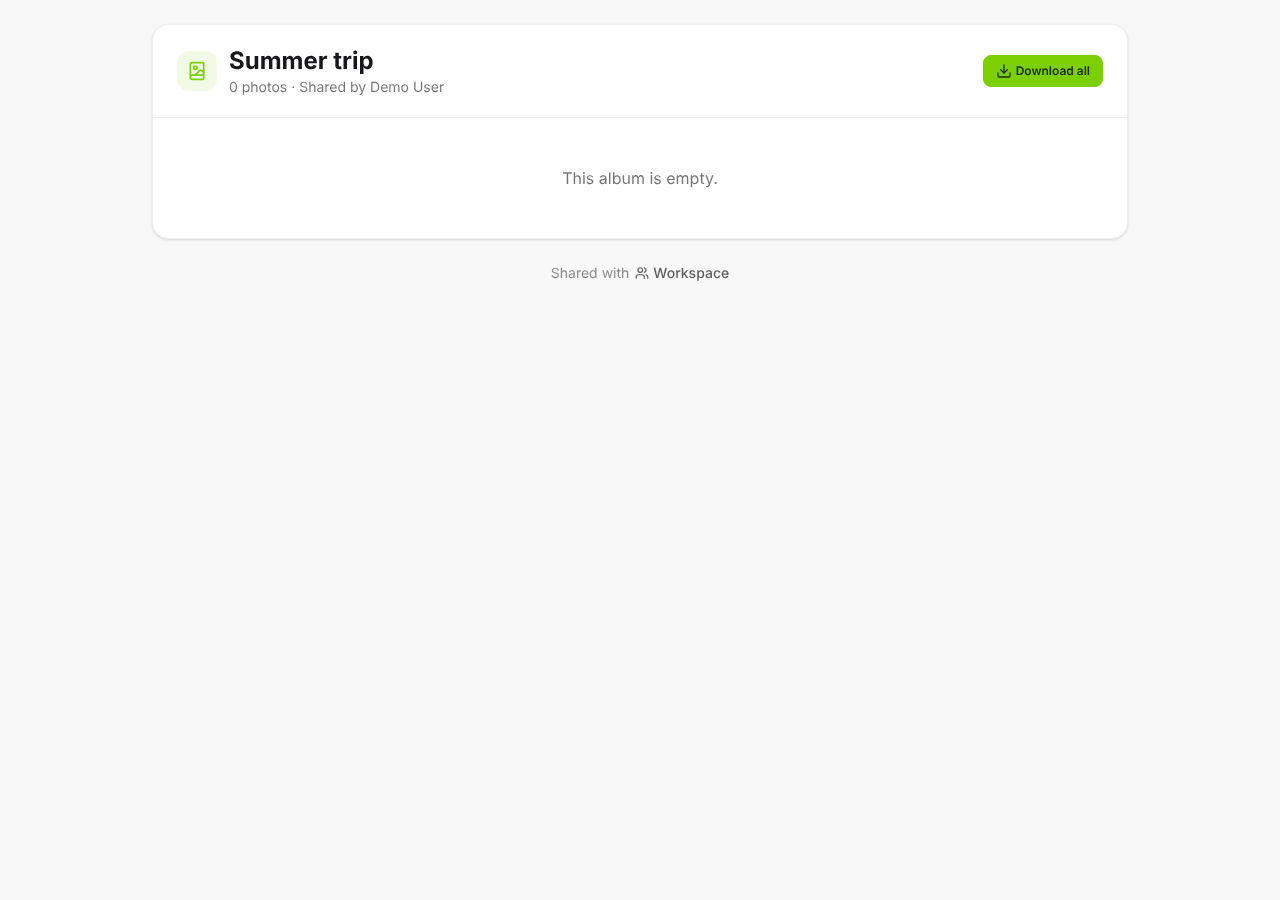 Summer trip
0 photos · Shared by Demo User
Download all
This album is empty.
Shared with Workspace